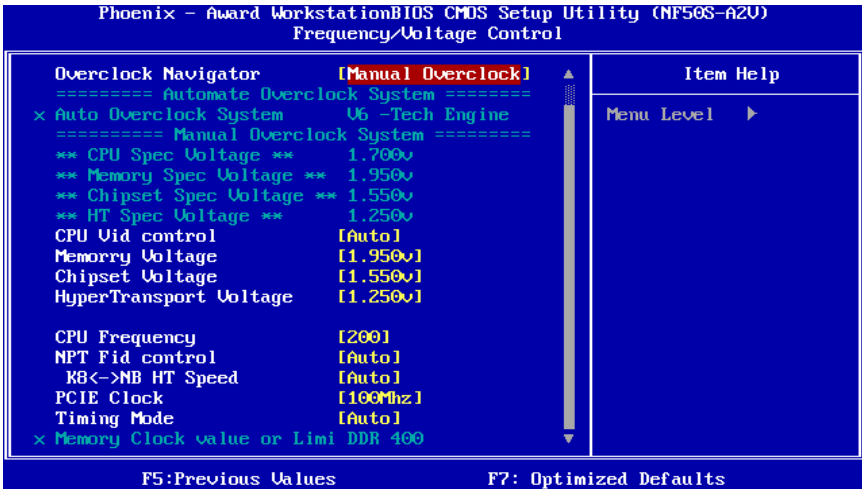 Phoenix - Award WorkstationBIOS CMOS Setup Utility (NF50S-A2V)
Frequency/Voltage Control
Overclock Navigator [Manual Overclock]
========= Automate Overclock System ========
x Auto Overclock System V6 -Tech Engine
========== Manual Overclock System =========
** CPU Spec Voltage ** 1.700v
** Memory Spec Voltage ** 1.950v
** Chipset Spec Voltage ** 1.550v
** HT Spec Voltage ** 1.250v
CPU Vid control [Auto]
Memorry Voltage [1.950v]
Chipset Voltage [1.550v]
HyperTransport Voltage [1.250v]
CPU Frequency [200]
NPT Fid control [Auto]
K8<->NB HT Speed [Auto]
PCIE Clock [100Mhz]
Timing Mode [Auto]
x Memory Clock value or Limi DDR 400
Item Help
Menu Level
F5:Previous Values F7: Optimized Defaults